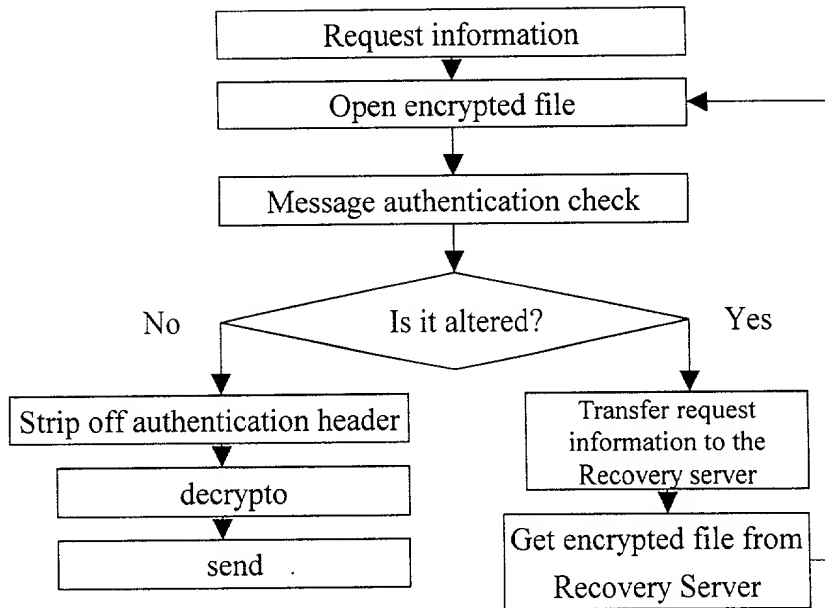 Request information
Open encrypted file
Message authentication check
Is it altered?
No
Yes
Strip off authentication header
decrypto
send
Transfer request
information to the
Recovery server
Get encrypted file from
Recovery Server